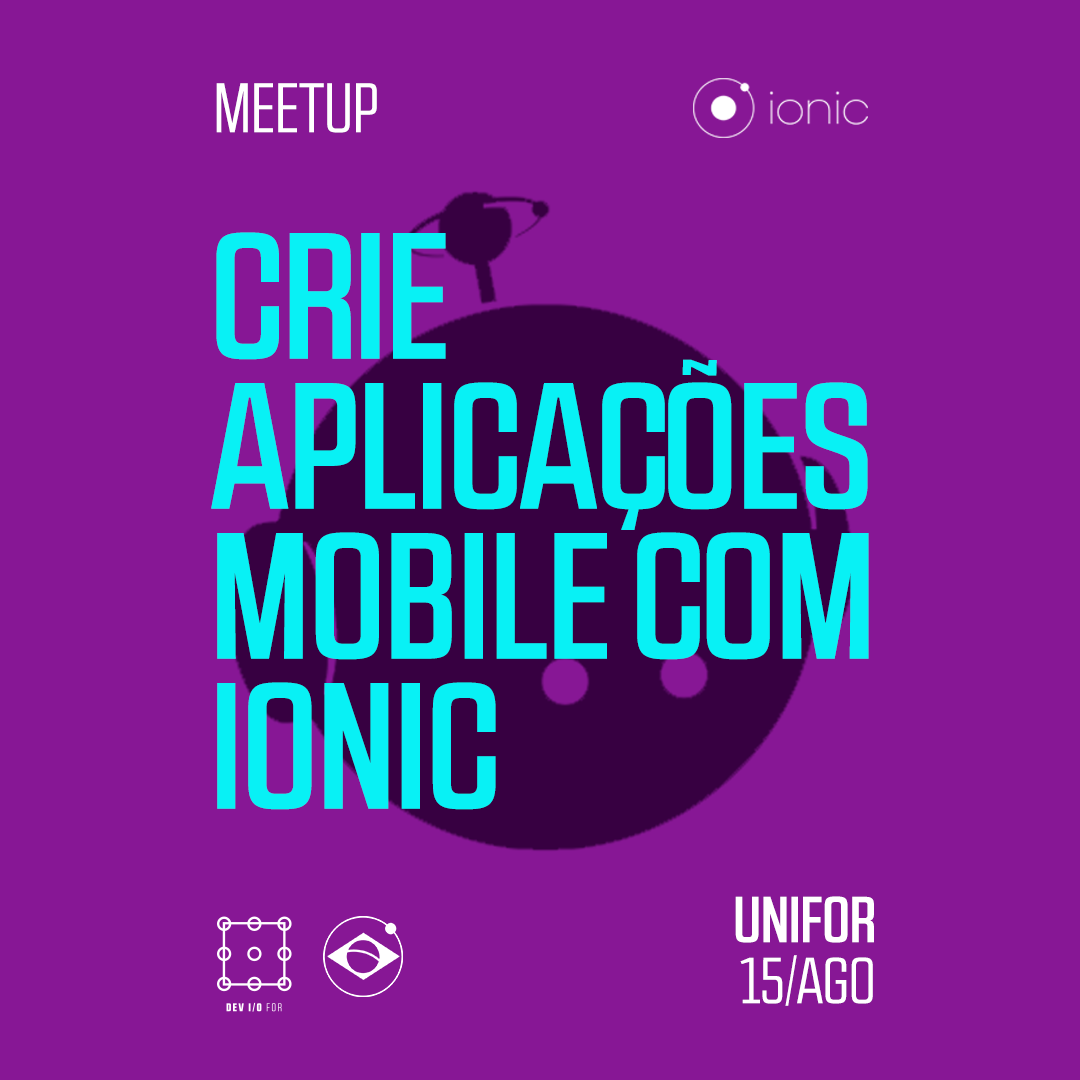 MEETUP
ionic
CRIE
APLICAÇÕES
MOBILE COM
IONIC
DEV I/O FOR
UNIFOR
15/AGO